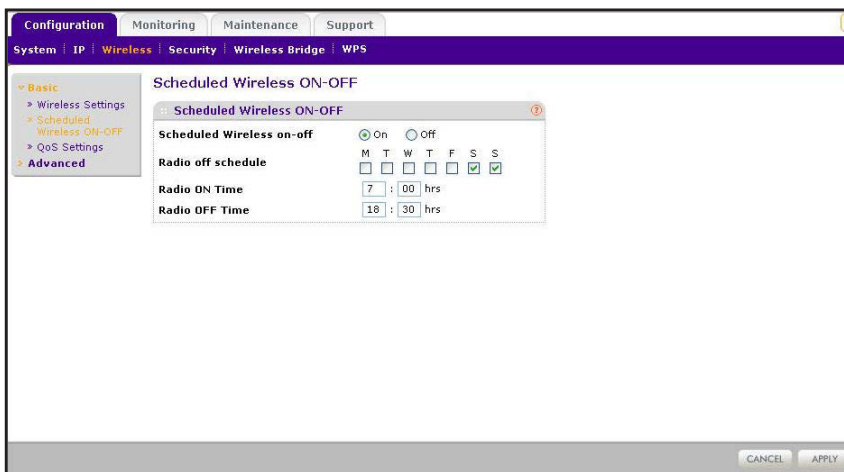 Configuration Monitoring Maintenance Support
System IP Wireless Security Wireless Bridge WPS
Basic
Wireless Settings
Scheduled
Wireless ON-OFF
QoS Settings
Advanced
Scheduled Wireless ON-OFF
Scheduled Wireless ON-OFF ?
Scheduled Wireless on-off On Off
M T W T F S S
Radio off schedule
Radio ON Time 7 : 00 hrs
Radio OFF Time 18 : 30 hrs
CANCEL APPLY